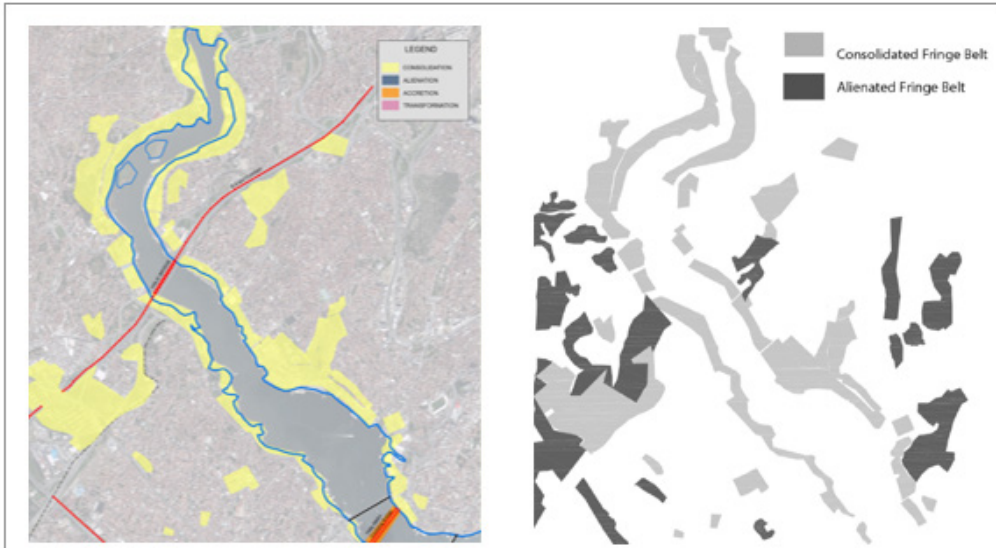 LEGEND
CONSOLIDATION
ALIENATION
ACCRETION
TRANSFORMATION
Consolidated Fringe Belt
Alienated Fringe Belt